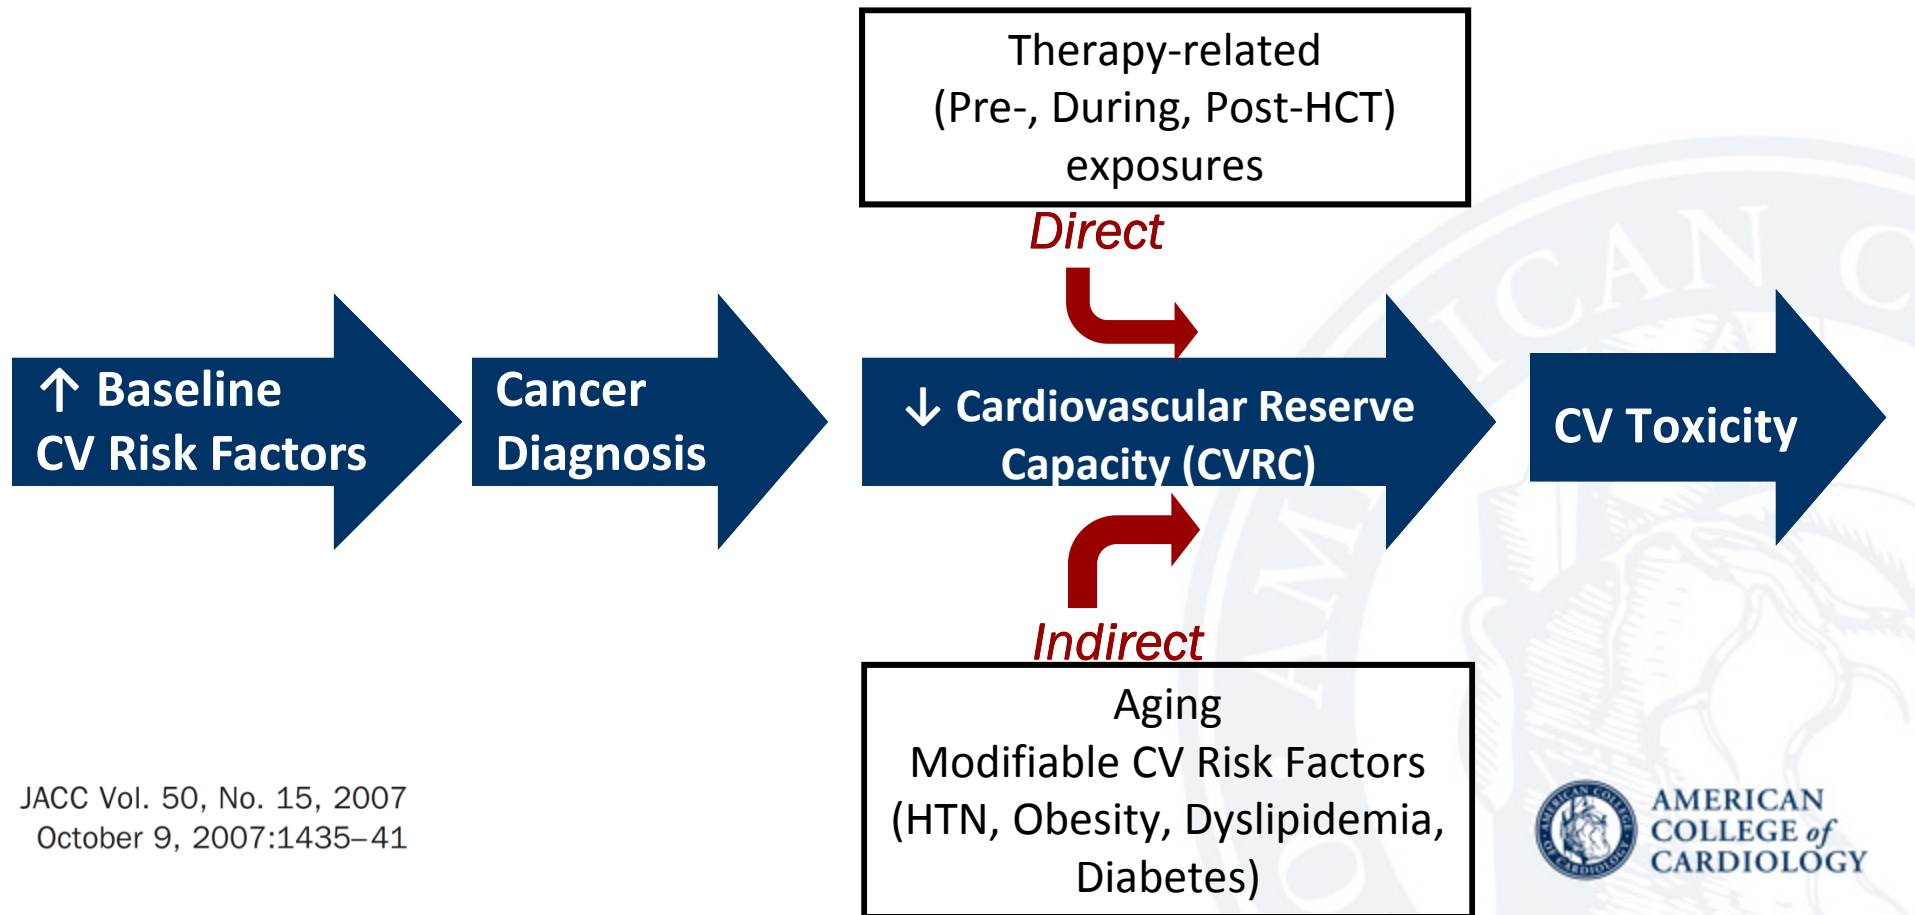 Therapy-related
(Pre-, During, Post-HCT)
exposures
Direct
↑ Baseline
CV Risk Factors
Cancer
Diagnosis
↓ Cardiovascular Reserve
Capacity (CVRC)
CV Toxicity
Indirect
Aging
Modifiable CV Risk Factors
(HTN, Obesity, Dyslipidemia,
Diabetes)
JACC Vol. 50, No. 15, 2007
October 9, 2007:1435–41
AMERICAN
COLLEGE of
CARDIOLOGY